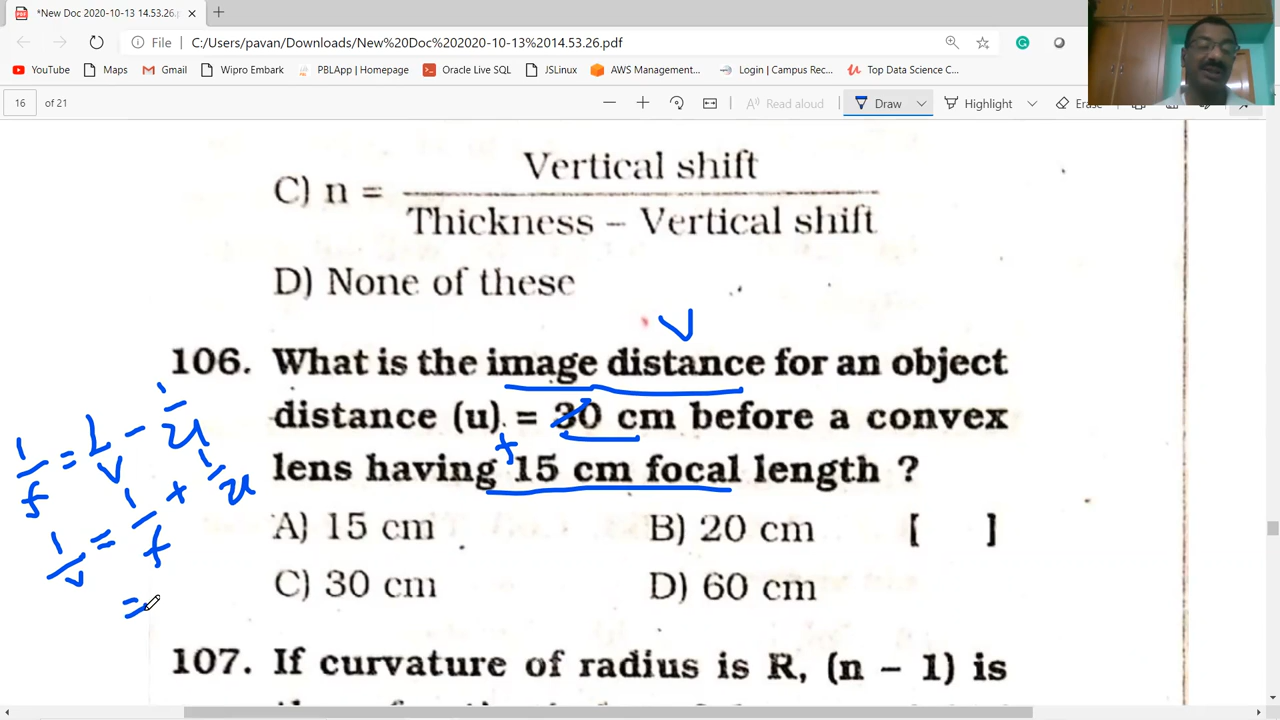 *New Doc 2020-10-13 14.53.26.p
File C:/Users/pavan/Downloads/New%20Doc%202020-10-13%2014.53.26.pdf
YouTube Maps Gmail Wipro Embark PBLApp | Homepage Oracle Live SQL JSLinux AWS Management... Login | Campus Rec... Top Data Science C...
16 of 21 Read aloud Draw Highlight Erase
Vertical shift
C) n =
Thickness – Vertical shift
D) None of these
V
106. What is the image distance for an object
distance (u) = 30 cm before a convex
lens having +15 cm focal length ?
A) 15 cm B) 20 cm [ ]
C) 30 cm D) 60 cm
1/f = 1/v - 1/u
1/v = 1/f + 1/u
=
107. If curvature of radius is R, (n – 1) is